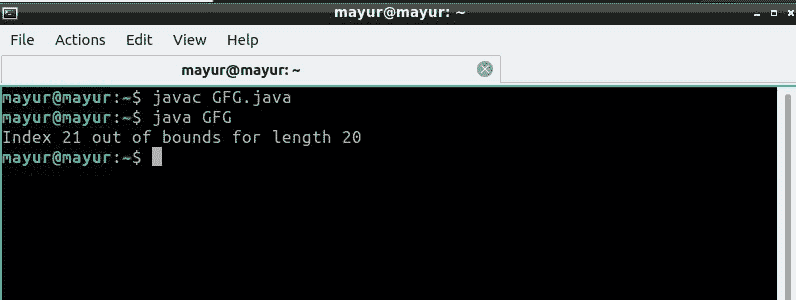 mayur@mayur: ~
File Actions Edit View Help
mayur@mayur: ~
mayur@mayur:~$ javac GFG.java
mayur@mayur:~$ java GFG
Index 21 out of bounds for length 20
mayur@mayur:~$